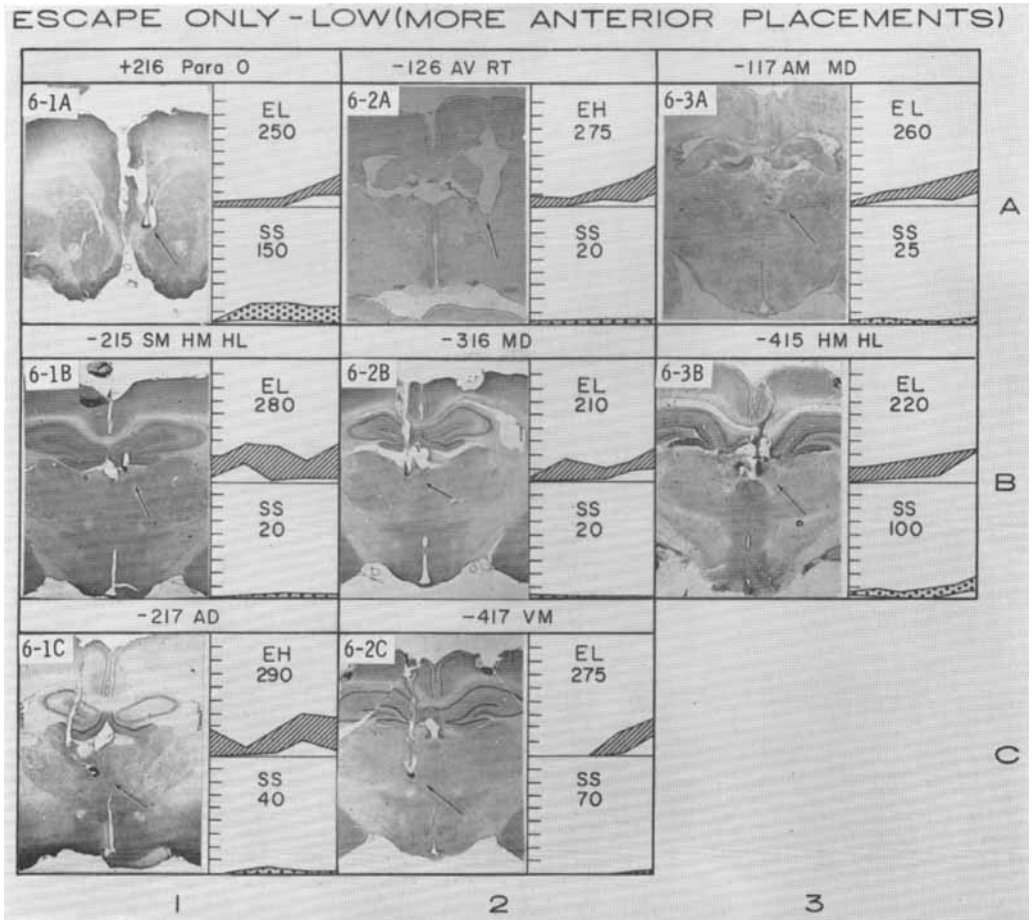 ESCAPE ONLY-LOW(MORE ANTERIOR PLACEMENTS)
+216 Para O
-126 AV RT
-117 AM MD
6-1A
EL
250
SS
150
6-2A
EH
275
SS
20
6-3A
EL
260
SS
25
A
-215 SM HM HL
-316 MD
-415 HM HL
6-1B
EL
280
SS
20
6-2B
EL
210
SS
20
6-3B
EL
220
SS
100
B
-217 AD
-417 VM
6-1C
EH
290
SS
40
6-2C
EL
275
SS
70
C
1 2 3